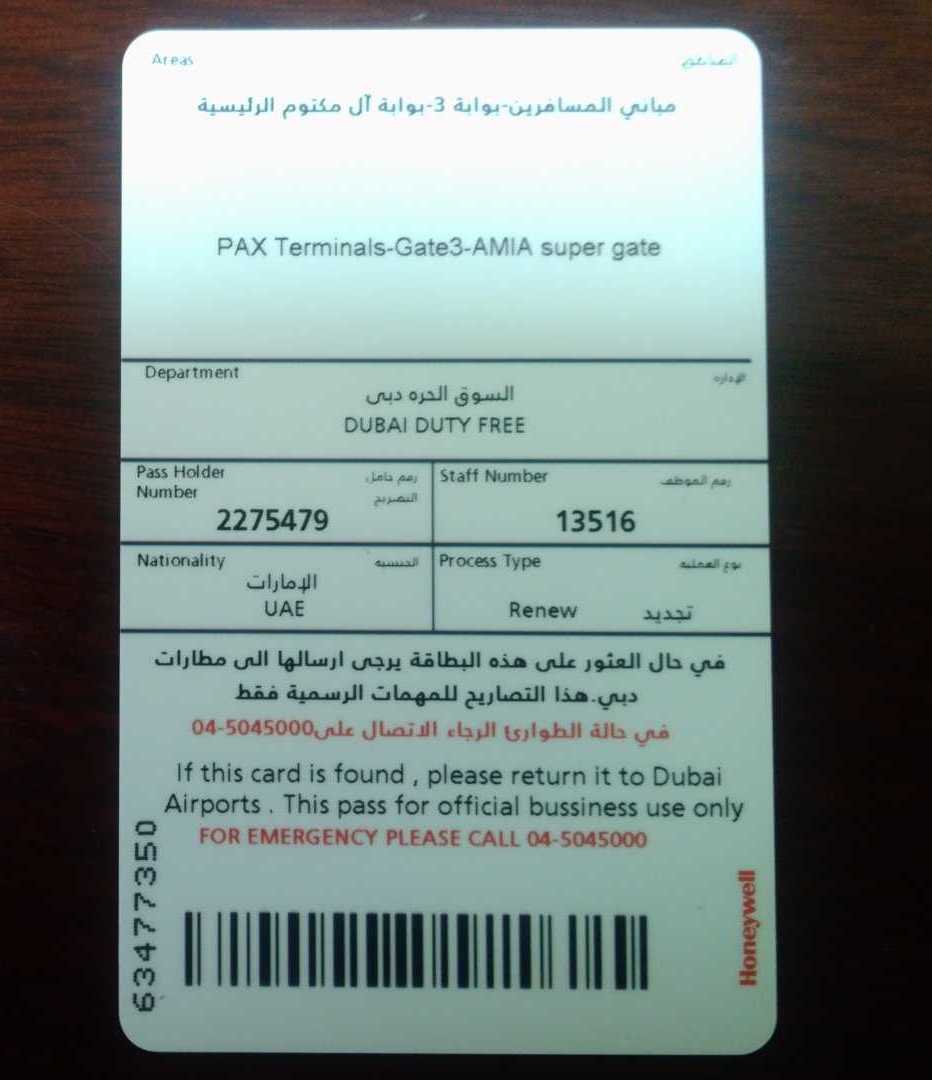 Areas
المناطق
مباني المسافرين-بوابة 3-بوابة آل مكتوم الرئيسية
PAX Terminals-Gate3-AMIA super gate
Department
الإدارة
السوق الحره دبى
DUBAI DUTY FREE
Pass Holder
Number
رقم حامل
التصريح
2275479
Staff Number
رقم الموظف
13516
Nationality
الجنسية
الإمارات
UAE
Process Type
نوع العملية
Renew
تجديد
في حال العثور على هذه البطاقة يرجى ارسالها الى مطارات
دبي.هذا التصاريح للمهمات الرسمية فقط
في حالة الطوارئ الرجاء الاتصال على04-5045000
If this card is found , please return it to Dubai
Airports . This pass for official bussiness use only
FOR EMERGENCY PLEASE CALL 04-5045000
63477350
Honeywell